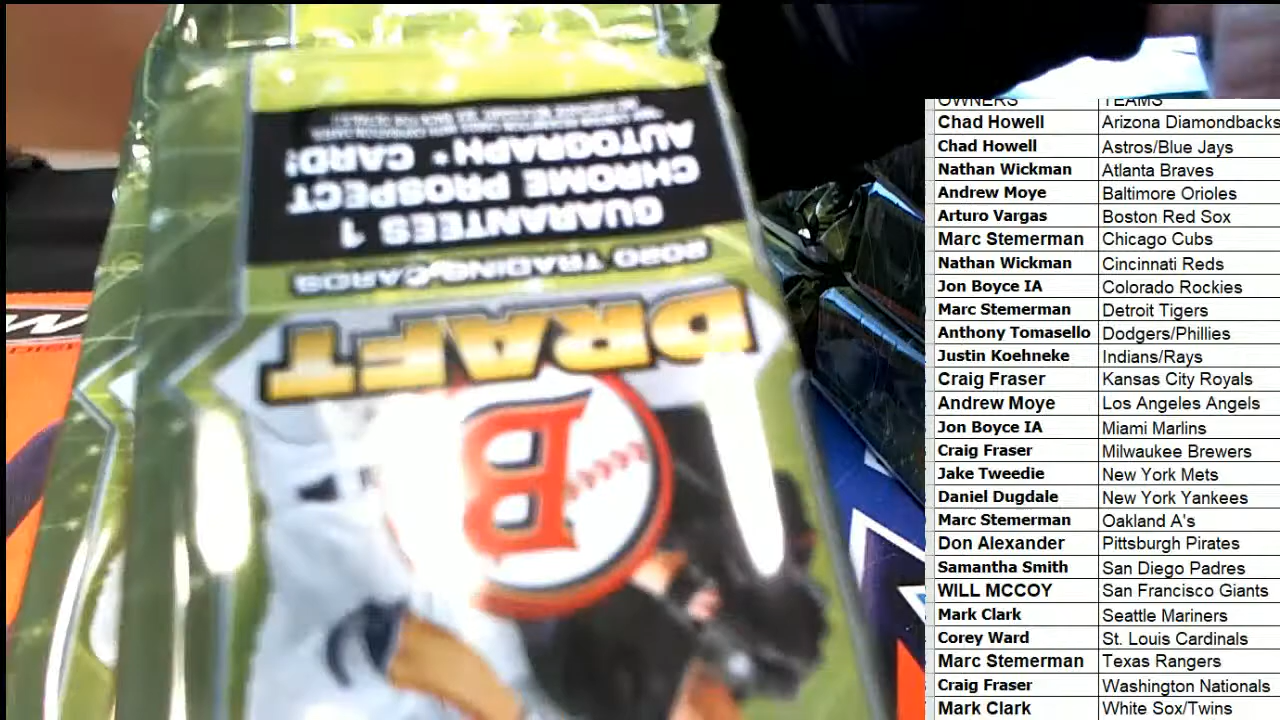 GUARANTEES 1
CHROME PROSPECT
AUTOGRAPH* CARD!
2020 TRADING CARDS
DRAFT
B
OWNERS TEAMS
Chad Howell Arizona Diamondbacks
Chad Howell Astros/Blue Jays
Nathan Wickman Atlanta Braves
Andrew Moye Baltimore Orioles
Arturo Vargas Boston Red Sox
Marc Stemerman Chicago Cubs
Nathan Wickman Cincinnati Reds
Jon Boyce IA Colorado Rockies
Marc Stemerman Detroit Tigers
Anthony Tomasello Dodgers/Phillies
Justin Koehneke Indians/Rays
Craig Fraser Kansas City Royals
Andrew Moye Los Angeles Angels
Jon Boyce IA Miami Marlins
Craig Fraser Milwaukee Brewers
Jake Tweedie New York Mets
Daniel Dugdale New York Yankees
Marc Stemerman Oakland A's
Don Alexander Pittsburgh Pirates
Samantha Smith San Diego Padres
WILL MCCOY San Francisco Giants
Mark Clark Seattle Mariners
Corey Ward St. Louis Cardinals
Marc Stemerman Texas Rangers
Craig Fraser Washington Nationals
Mark Clark White Sox/Twins